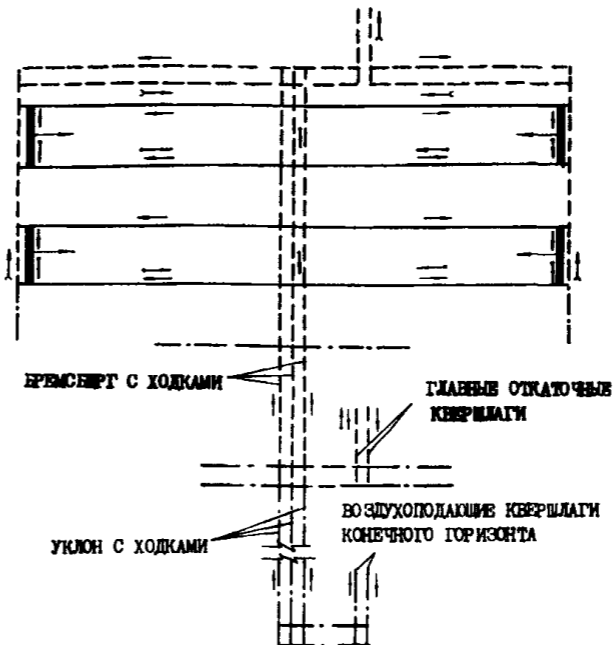 БРЕМСБЕРГ С ХОДКАМИ
ГЛАВНЫЕ ОТКАТОЧНЫЕ
КВЕРШЛАГИ
ВОЗДУХОПОДАЮЩИЕ КВЕРШЛАГИ
КОНЕЧНОГО ГОРИЗОНТА
УКЛОН С ХОДКАМИ